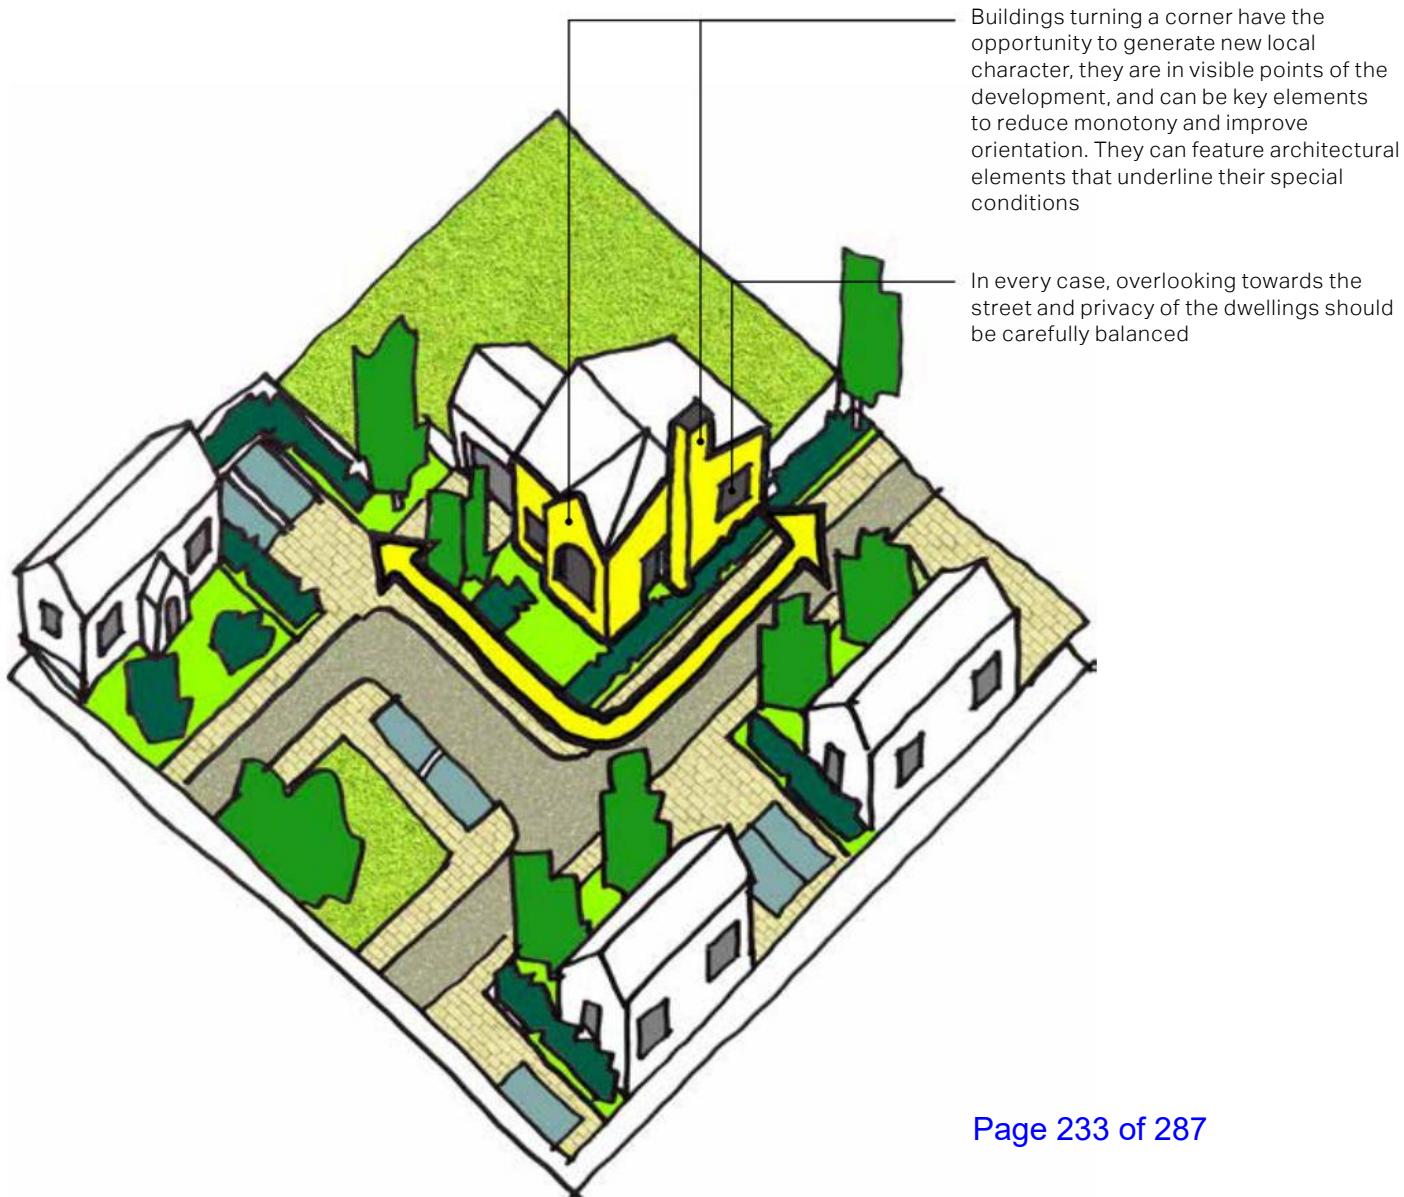 Buildings turning a corner have the
opportunity to generate new local
character, they are in visible points of the
development, and can be key elements
to reduce monotony and improve
orientation. They can feature architectural
elements that underline their special
conditions
In every case, overlooking towards the
street and privacy of the dwellings should
be carefully balanced
Page 233 of 287